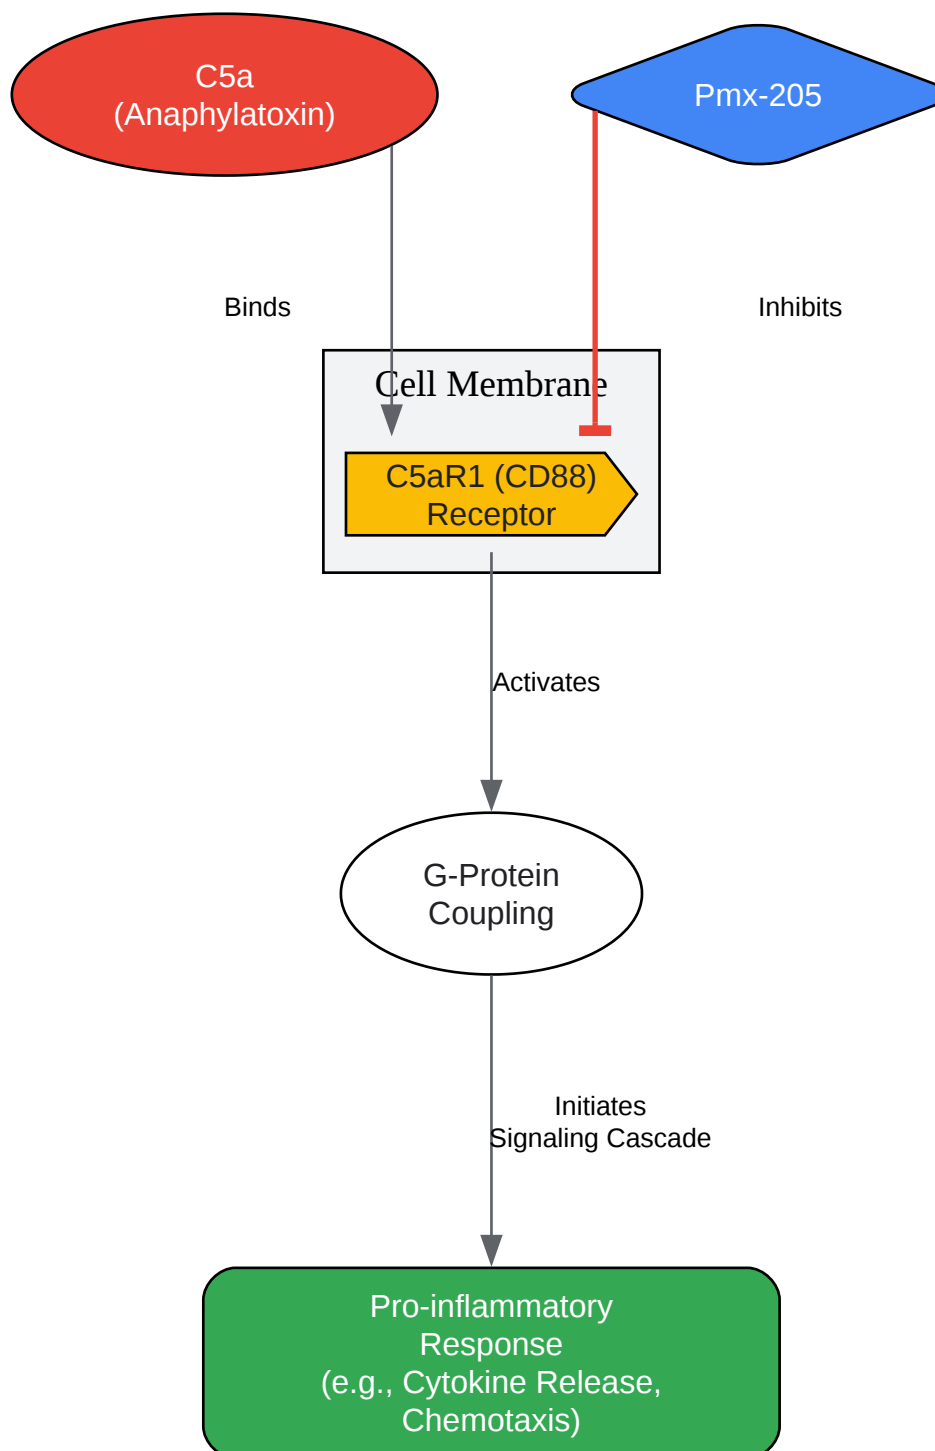 C5a
(Anaphylatoxin)
Pmx-205
Binds
Inhibits
Cell Membrane
C5aR1 (CD88)
Receptor
Activates
G-Protein
Coupling
Initiates
Signaling Cascade
Pro-inflammatory
Response
(e.g., Cytokine Release,
Chemotaxis)